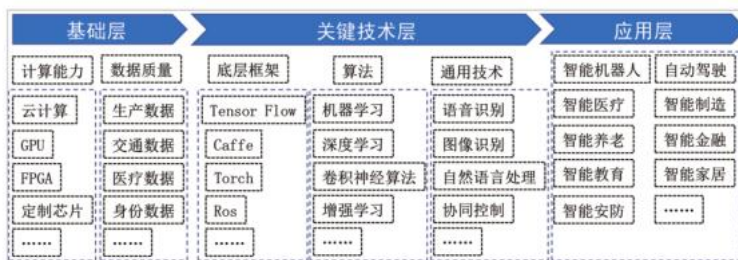 基础层
关键技术层
应用层
计算能力
数据质量
底层框架
算法
通用技术
智能机器人
自动驾驶
云计算
生产数据
Tensor Flow
机器学习
语音识别
智能医疗
智能制造
GPU
交通数据
Caffe
深度学习
图像识别
智能养老
智能金融
FPGA
医疗数据
Torch
卷积神经算法
自然语言处理
智能教育
智能家居
定制芯片
身份数据
Ros
增强学习
协同控制
智能安防
……
……
……
……
……
……